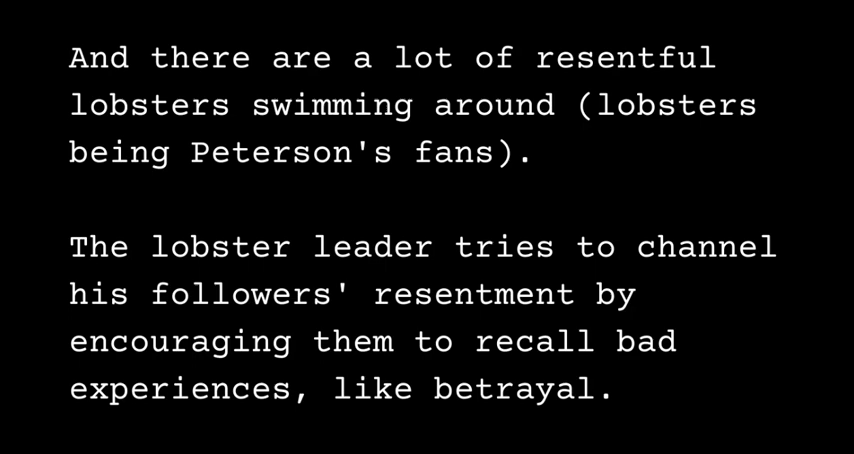 And there are a lot of resentful
lobsters swimming around (lobsters
being Peterson's fans).
The lobster leader tries to channel
his followers' resentment by
encouraging them to recall bad
experiences, like betrayal.